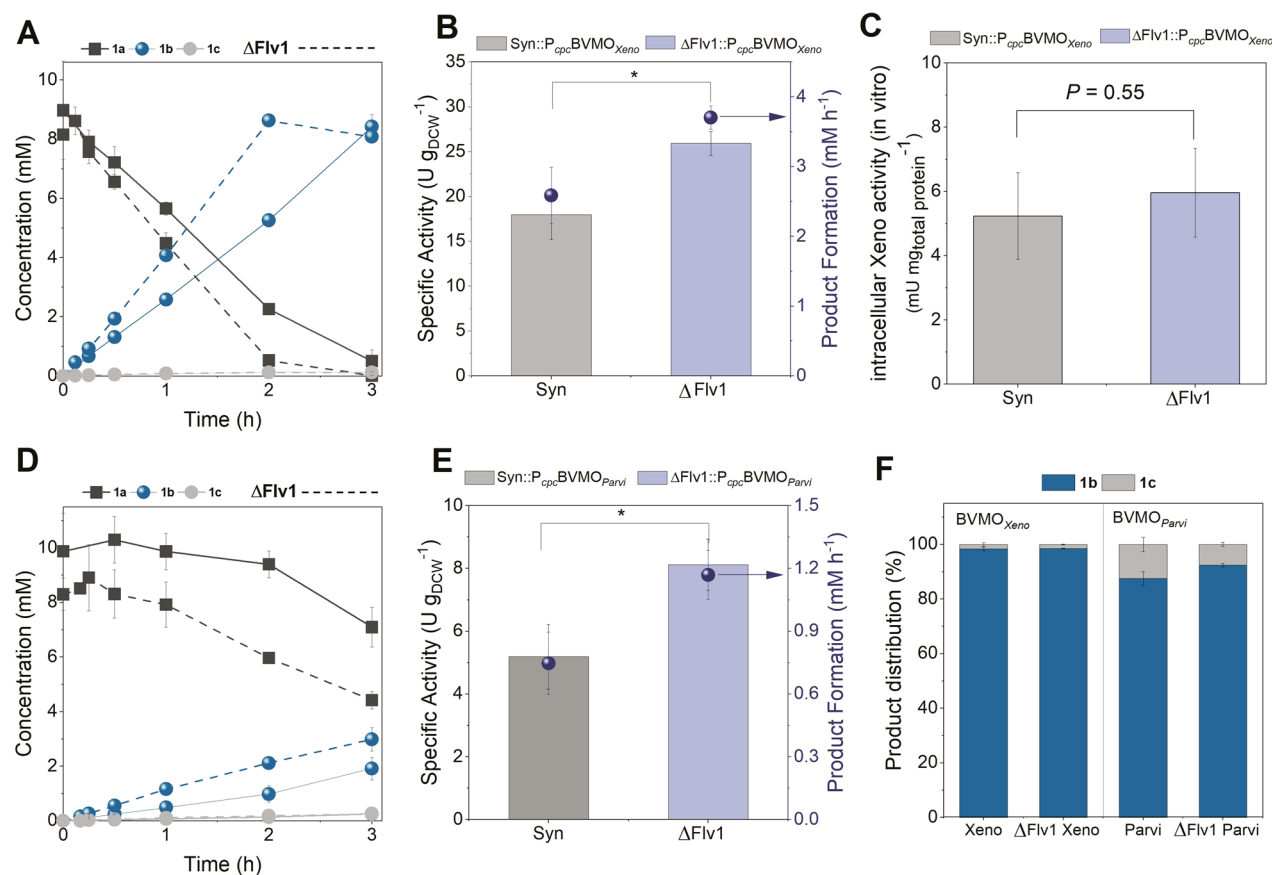 A
1a 1b 1c ΔFlv1
Concentration (mM)
10
8
6
4
2
0
0 1 2 3
Time (h)
B
Syn::PcpcBVMOXeno ΔFlv1::PcpcBVMOXeno
*
Specific Activity (U gDCW-1)
35
30
25
20
15
10
5
0
Product Formation (mM h-1)
4
3
2
1
0
Syn ΔFlv1
C
Syn::PcpcBVMOXeno ΔFlv1::PcpcBVMOXeno
P = 0.55
intracellular Xeno activity (in vitro)
(mU mgtotal protein-1)
10
8
6
4
2
0
Syn ΔFlv1
D
1a 1b 1c ΔFlv1
Concentration (mM)
10
8
6
4
2
0
0 1 2 3
Time (h)
E
Syn::PcpcBVMOParvi ΔFlv1::PcpcBVMOParvi
*
Specific Activity (U gDCW-1)
10
8
6
4
2
0
Product Formation (mM h-1)
1.5
1.2
0.9
0.6
0.3
0.0
Syn ΔFlv1
F
1b 1c
BVMOXeno BVMOParvi
Product distribution (%)
100
80
60
40
20
0
Xeno ΔFlv1 Xeno Parvi ΔFlv1 Parvi